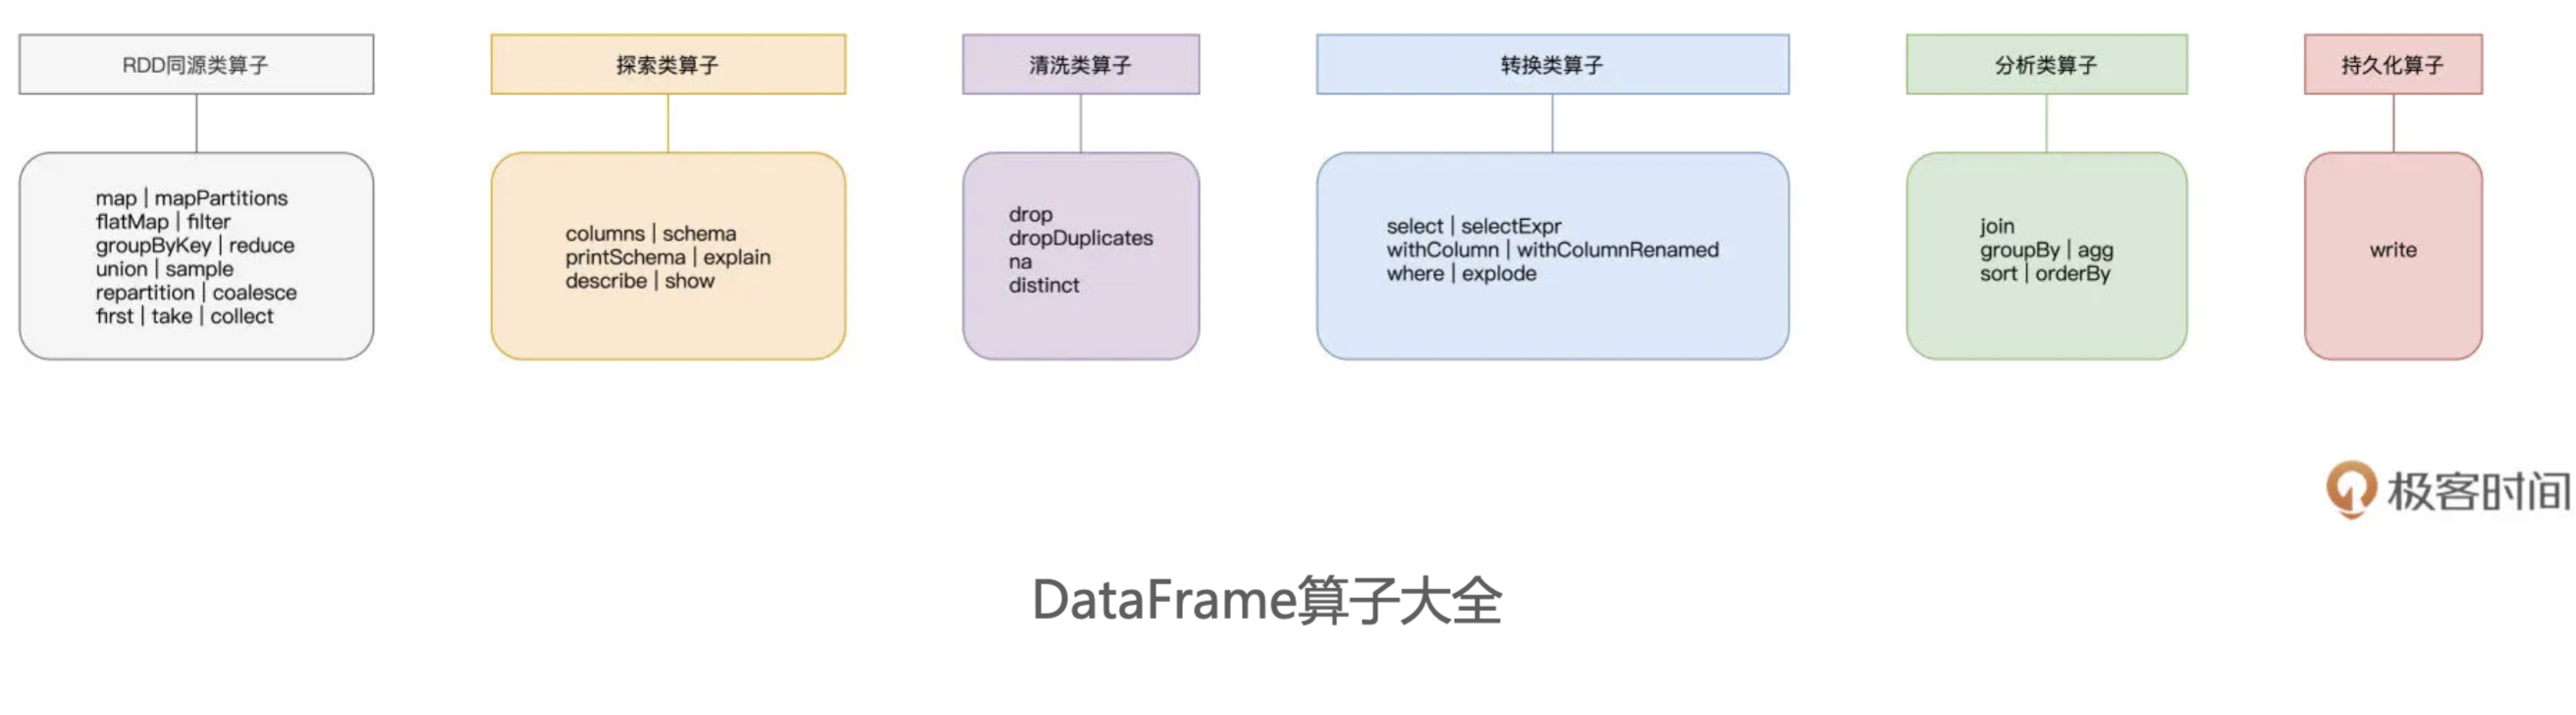 RDD同源类算子
map | mapPartitions
flatMap | filter
groupByKey | reduce
union | sample
repartition | coalesce
first | take | collect
探索类算子
columns | schema
printSchema | explain
describe | show
清洗类算子
drop
dropDuplicates
na
distinct
转换类算子
select | selectExpr
withColumn | withColumnRenamed
where | explode
分析类算子
join
groupBy | agg
sort | orderBy
持久化算子
write
极客时间
DataFrame算子大全